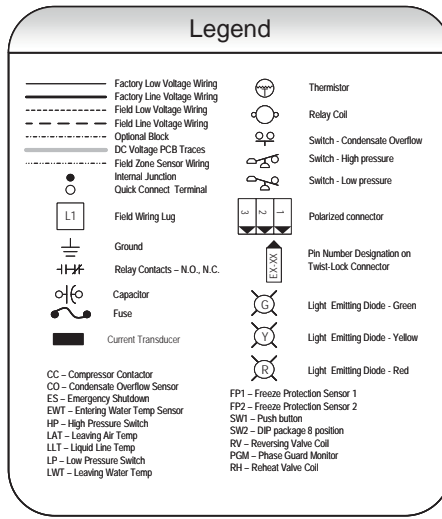 Legend
Factory Low Voltage Wiring
Factory Line Voltage Wiring
Field Low Voltage Wiring
Field Line Voltage Wiring
Optional Block
DC Voltage PCB Traces
Field Zone Sensor Wiring
Internal Junction
Quick Connect Terminal
L1 Field Wiring Lug
Ground
Relay Contacts – N.O., N.C.
Capacitor
Fuse
Current Transducer
CC – Compressor Contactor
CO – Condensate Overflow Sensor
ES – Emergency Shutdown
EWT – Entering Water Temp Sensor
HP – High Pressure Switch
LAT – Leaving Air Temp
LLT – Liquid Line Temp
LP – Low Pressure Switch
LWT – Leaving Water Temp
Thermistor
Relay Coil
Switch - Condensate Overflow
Switch - High pressure
Switch - Low pressure
3 2 1 Polarized connector
EX-XX Pin Number Designation on
Twist-Lock Connector
G Light Emitting Diode - Green
Y Light Emitting Diode - Yellow
R Light Emitting Diode - Red
FP1 – Freeze Protection Sensor 1
FP2 – Freeze Protection Sensor 2
SW1 – Push button
SW2 – DIP package 8 position
RV – Reversing Valve Coil
PGM – Phase Guard Monitor
RH – Reheat Valve Coil